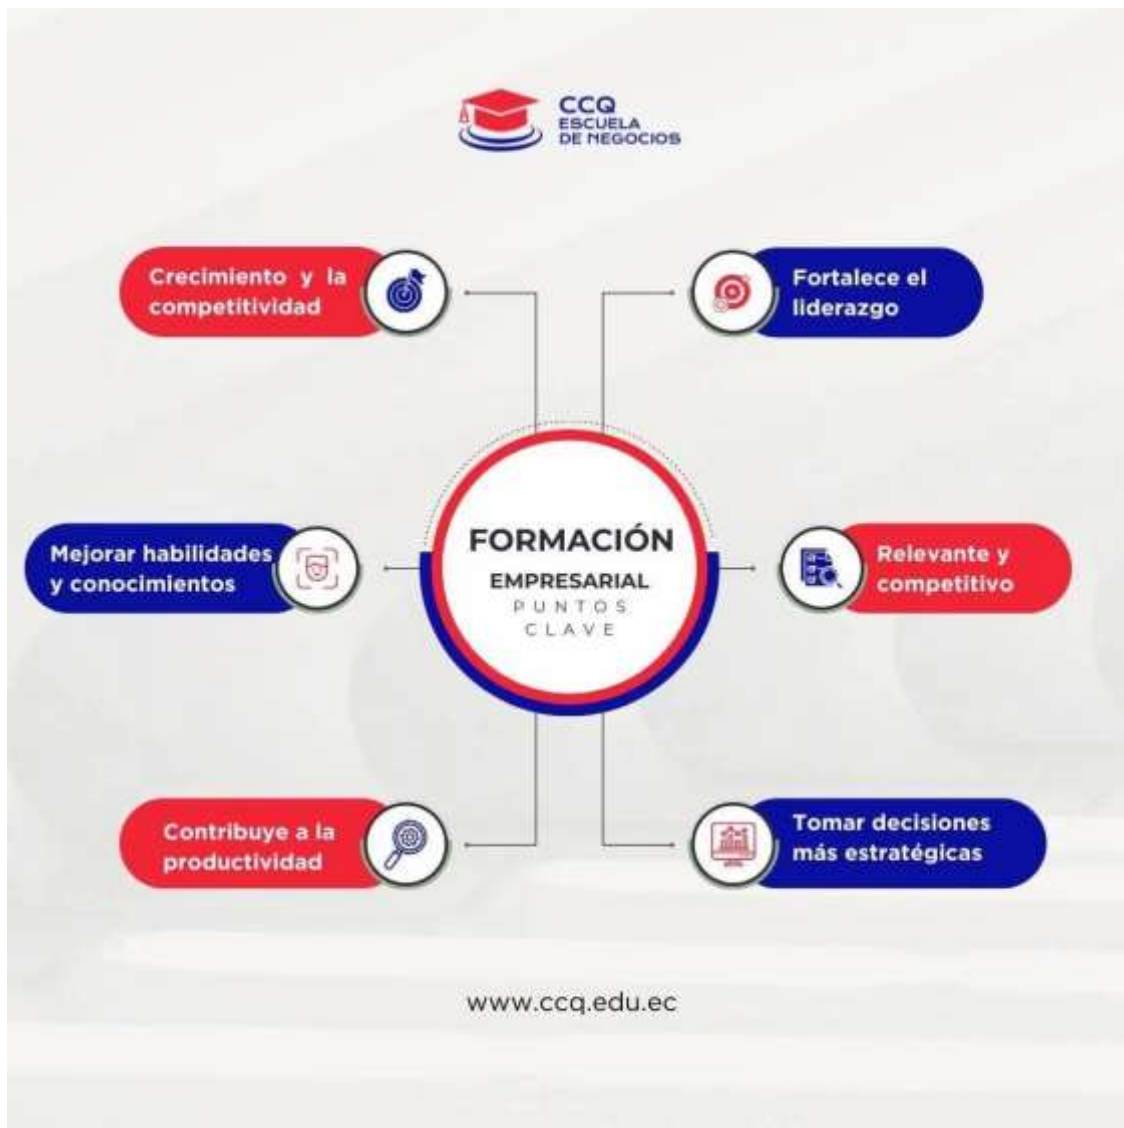 CCQ
ESCUELA
DE NEGOCIOS
Crecimiento y la
competitividad
Fortalece el
liderazgo
Mejorar habilidades
y conocimientos
FORMACIÓN
EMPRESARIAL
PUNTOS
CLAVE
Relevante y
competitivo
Contribuye a la
productividad
Tomar decisiones
más estratégicas
www.ccq.edu.ec